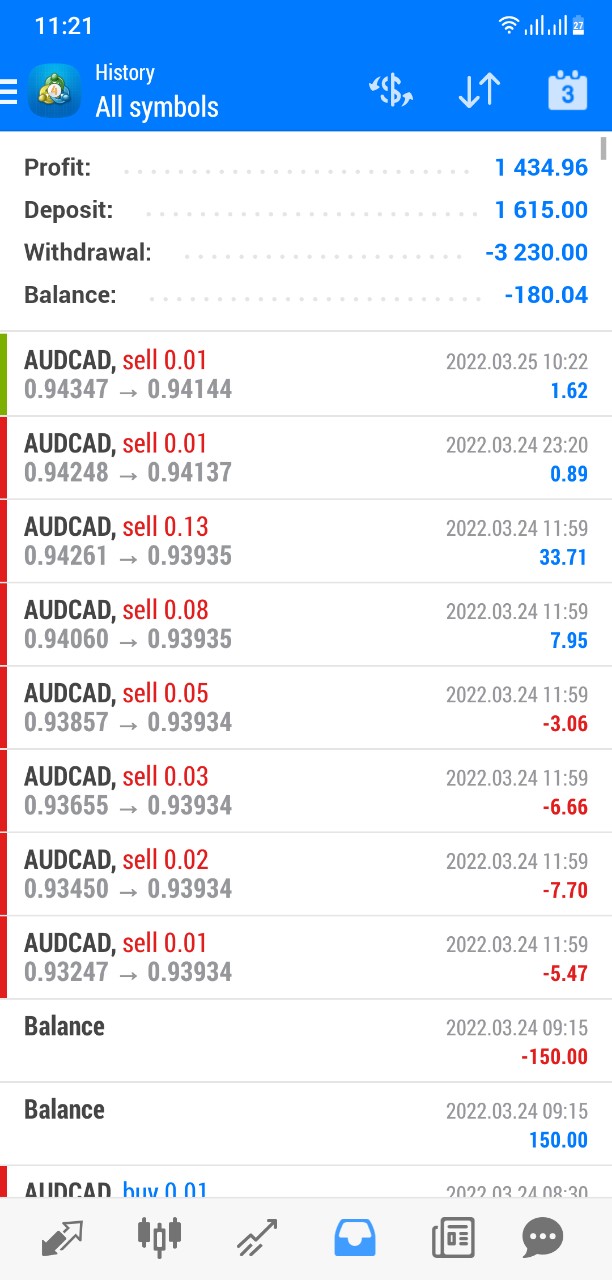 11:21
27
History
All symbols
3
Profit: 1 434.96
Deposit: 1 615.00
Withdrawal: -3 230.00
Balance: -180.04
AUDCAD, sell 0.01 2022.03.25 10:22
0.94347 → 0.94144 1.62
AUDCAD, sell 0.01 2022.03.24 23:20
0.94248 → 0.94137 0.89
AUDCAD, sell 0.13 2022.03.24 11:59
0.94261 → 0.93935 33.71
AUDCAD, sell 0.08 2022.03.24 11:59
0.94060 → 0.93935 7.95
AUDCAD, sell 0.05 2022.03.24 11:59
0.93857 → 0.93934 -3.06
AUDCAD, sell 0.03 2022.03.24 11:59
0.93655 → 0.93934 -6.66
AUDCAD, sell 0.02 2022.03.24 11:59
0.93450 → 0.93934 -7.70
AUDCAD, sell 0.01 2022.03.24 11:59
0.93247 → 0.93934 -5.47
Balance 2022.03.24 09:15
-150.00
Balance 2022.03.24 09:15
150.00
AUDCAD, buy 0.01 2022.03.24 08:30